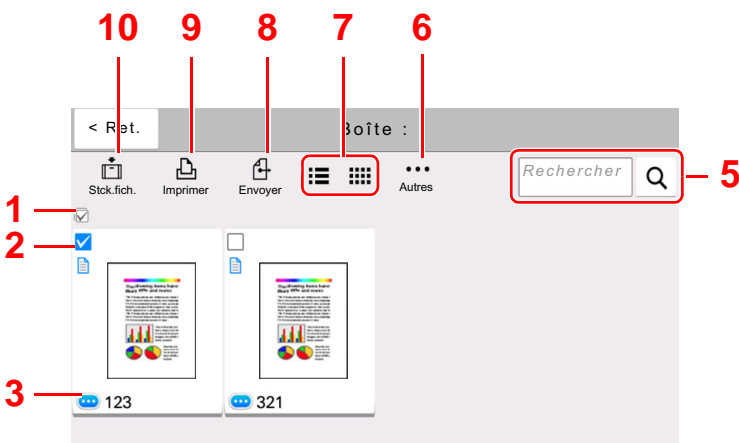 10 9 8 7 6
< Ret. Boîte :
Stck.fich. Imprimer Envoyer Autres Rechercher 5
1
2
3 123 321